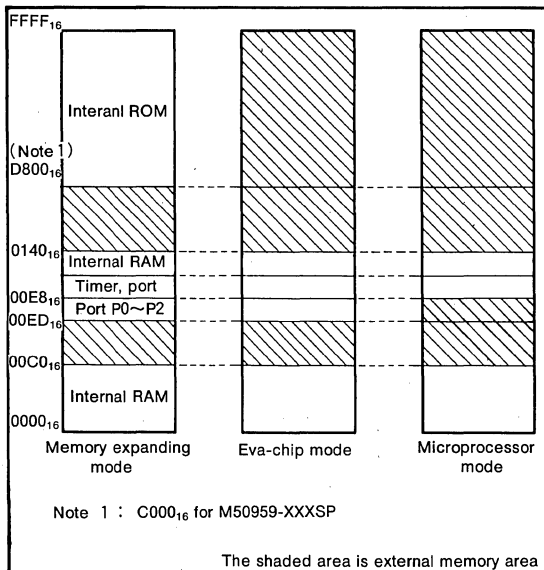 FFFF₁₆
Interanl ROM
(Note 1)
D800₁₆
0140₁₆
Internal RAM
Timer, port
00E8₁₆
Port P0～P2
00ED₁₆
00C0₁₆
Internal RAM
0000₁₆
Memory expanding mode
Eva-chip mode
Microprocessor mode
Note 1 : C000₁₆ for M50959-XXXSP
The shaded area is external memory area